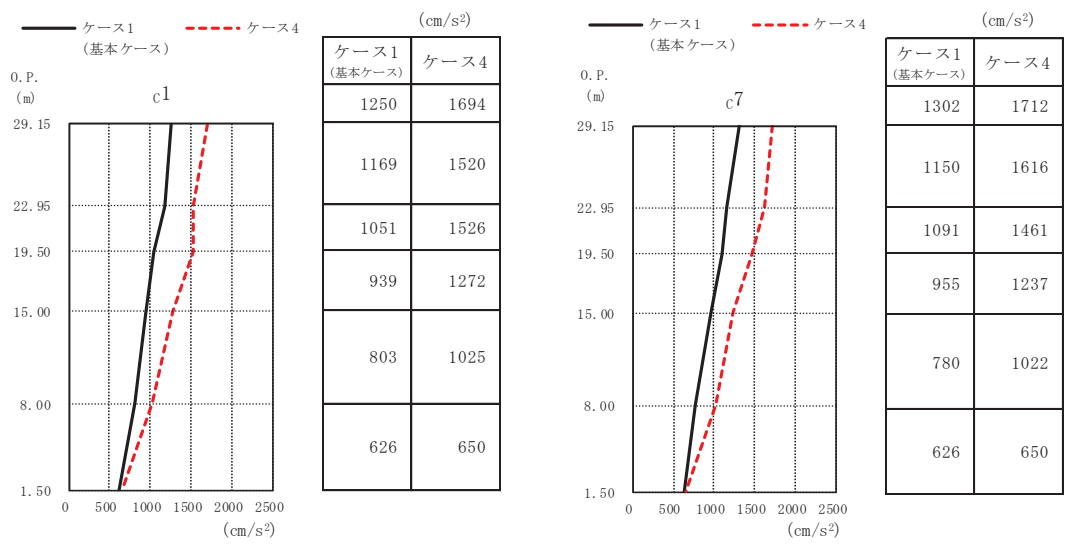 ケース1 ケース4
(基本ケース)
(cm/s²)
O.P.
(m)
C1
29.15
22.95
19.50
15.00
8.00
1.50
0 500 1000 1500 2000 2500
(cm/s²)
ケース1 ケース4
(基本ケース)
1250 1694
1169 1520
1051 1526
939 1272
803 1025
626 650
ケース1 ケース4
(基本ケース)
(cm/s²)
O.P.
(m)
C7
29.15
22.95
19.50
15.00
8.00
1.50
0 500 1000 1500 2000 2500
(cm/s²)
ケース1 ケース4
(基本ケース)
1302 1712
1150 1616
1091 1461
955 1237
780 1022
626 650